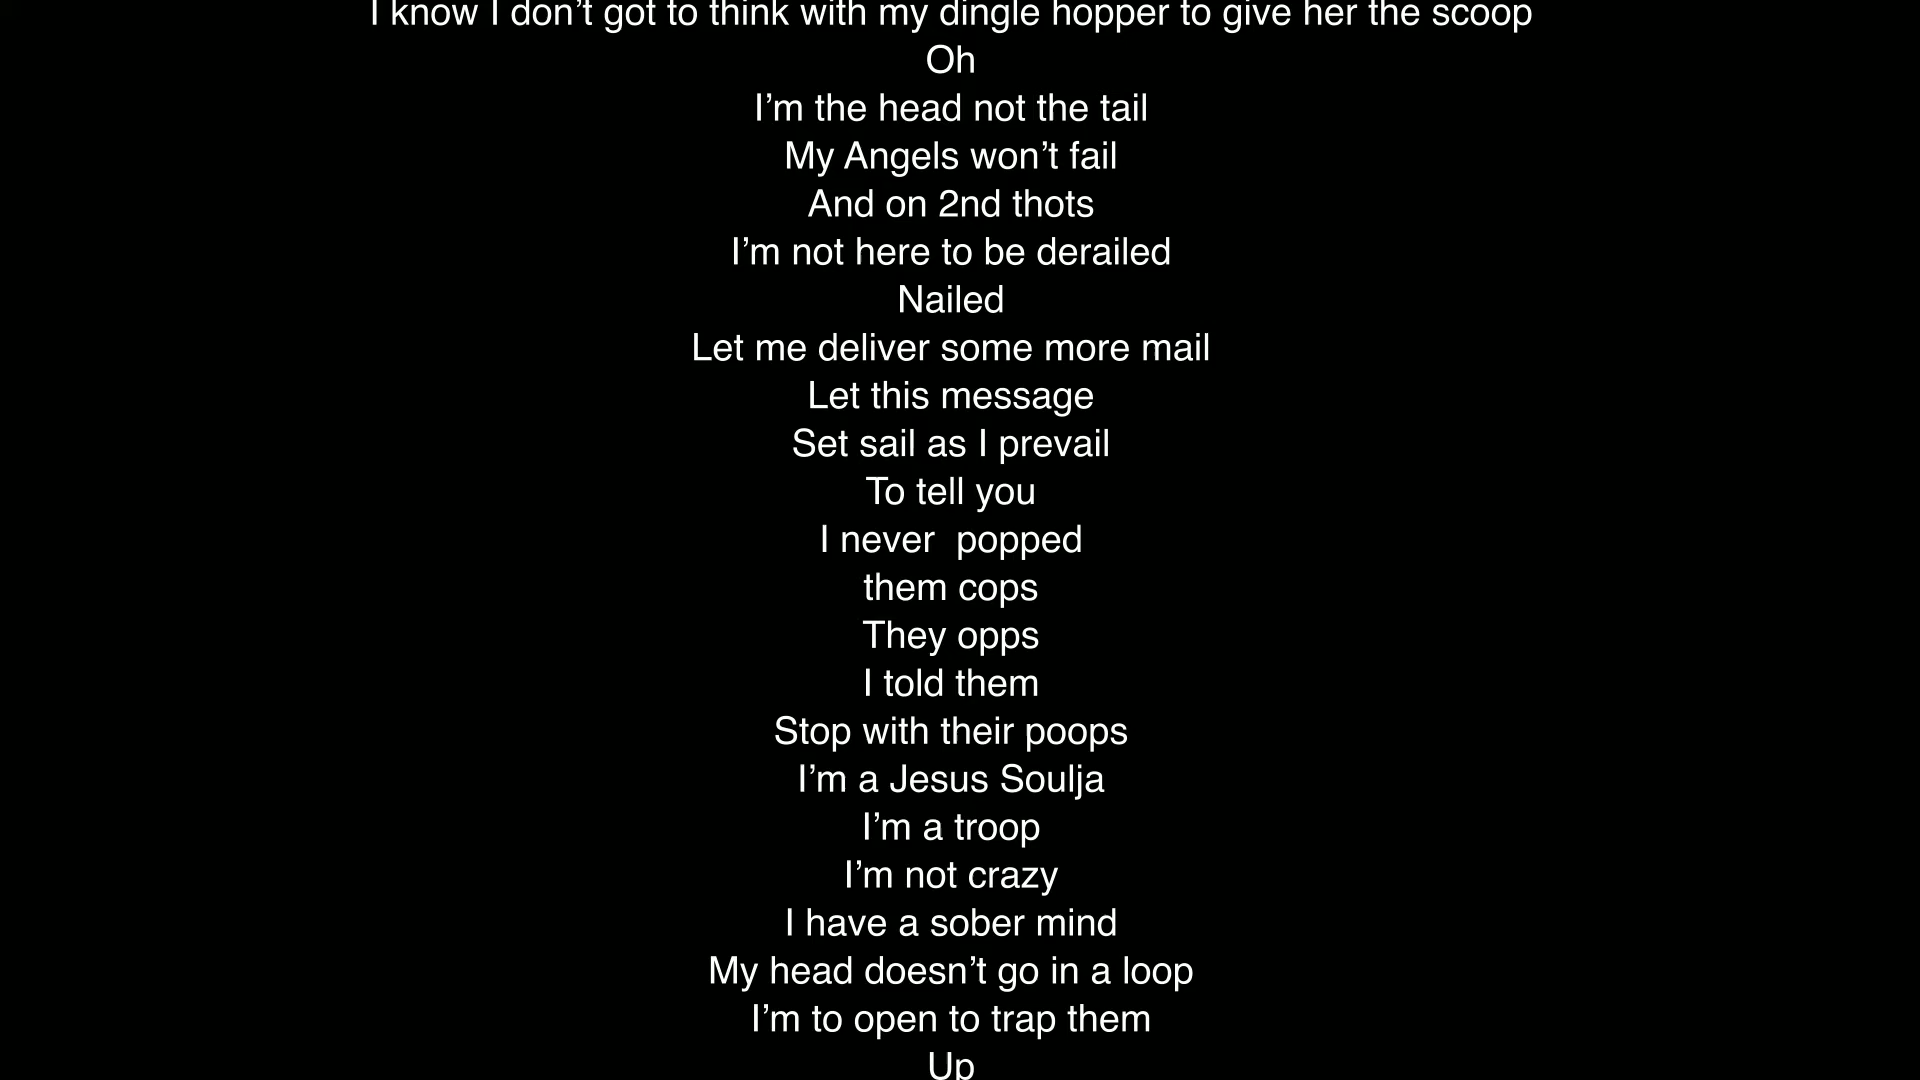 I know I don’t got to think with my dingle hopper to give her the scoop
Oh
I’m the head not the tail
My Angels won’t fail
And on 2nd thots
I’m not here to be derailed
Nailed
Let me deliver some more mail
Let this message
Set sail as I prevail
To tell you
I never  popped
them cops
They opps
I told them
Stop with their poops
I’m a Jesus Soulja
I’m a troop
I’m not crazy
I have a sober mind
My head doesn’t go in a loop
I’m to open to trap them
Up